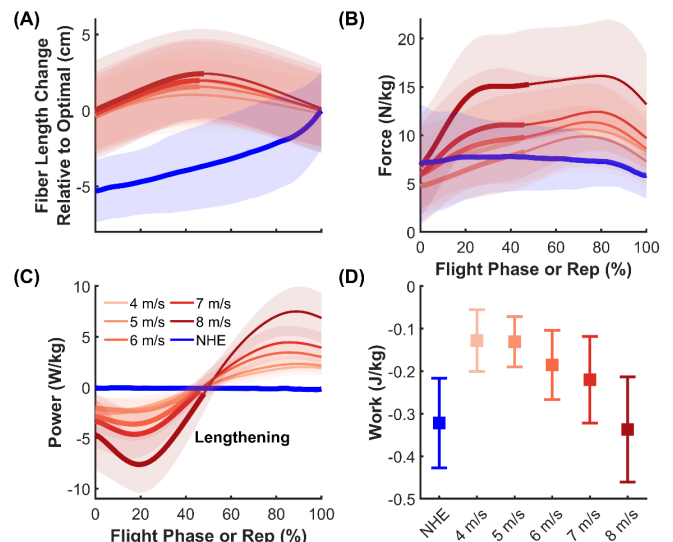 (A)
Fiber Length Change
Relative to Optimal (cm)
5
0
-5
(B)
Force (N/kg)
20
15
10
5
0
0 20 40 60 80 100
Flight Phase or Rep (%)
(C)
Power (W/kg)
10
5
0
-5
-10
4 m/s 7 m/s
5 m/s 8 m/s
6 m/s NHE
Lengthening
0 20 40 60 80 100
Flight Phase or Rep (%)
(D)
Work (J/kg)
0
-0.1
-0.2
-0.3
-0.4
-0.5
NHE 4 m/s 5 m/s 6 m/s 7 m/s 8 m/s